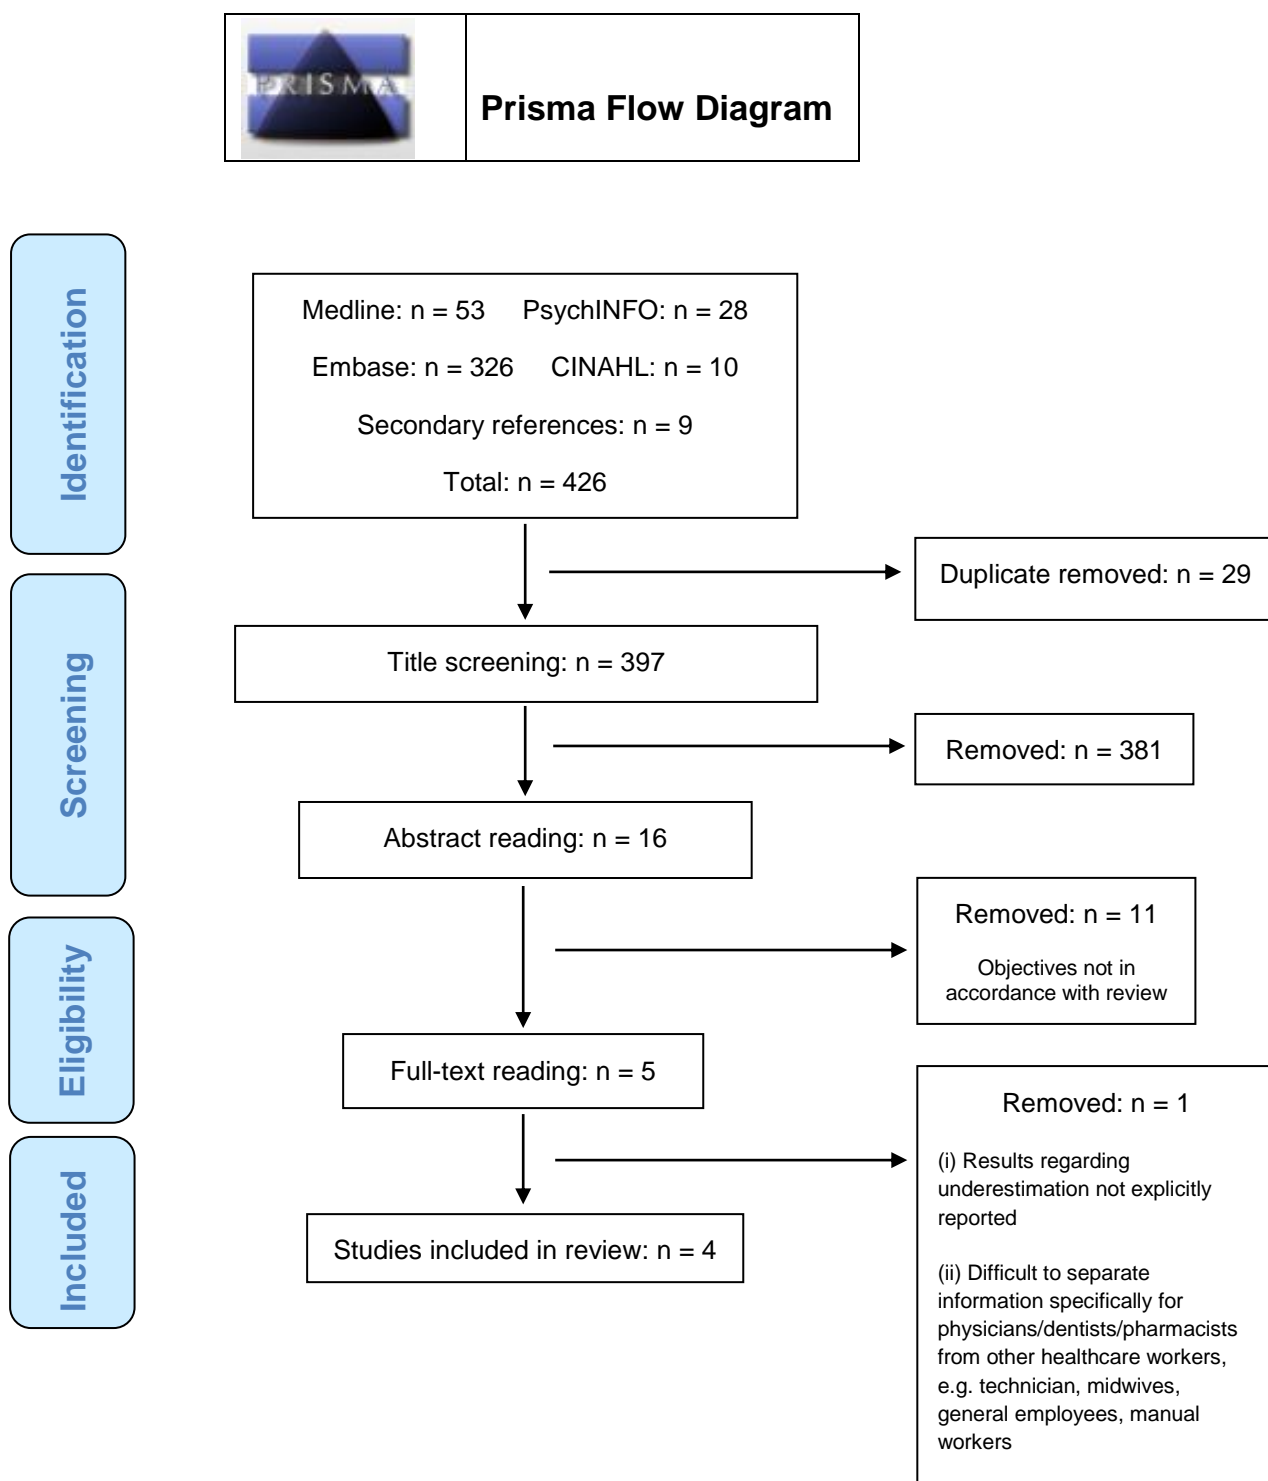 PRISMA
Prisma Flow Diagram
Identification
Medline: n = 53 PsychINFO: n = 28
Embase: n = 326 CINAHL: n = 10
Secondary references: n = 9
Total: n = 426
Duplicate removed: n = 29
Screening
Title screening: n = 397
Removed: n = 381
Abstract reading: n = 16
Removed: n = 11
Objectives not in
accordance with review
Eligibility
Full-text reading: n = 5
Removed: n = 1
(i) Results regarding
underestimation not explicitly
reported
(ii) Difficult to separate
information specifically for
physicians/dentists/pharmacists
from other healthcare workers,
e.g. technician, midwives,
general employees, manual
workers
Included
Studies included in review: n = 4